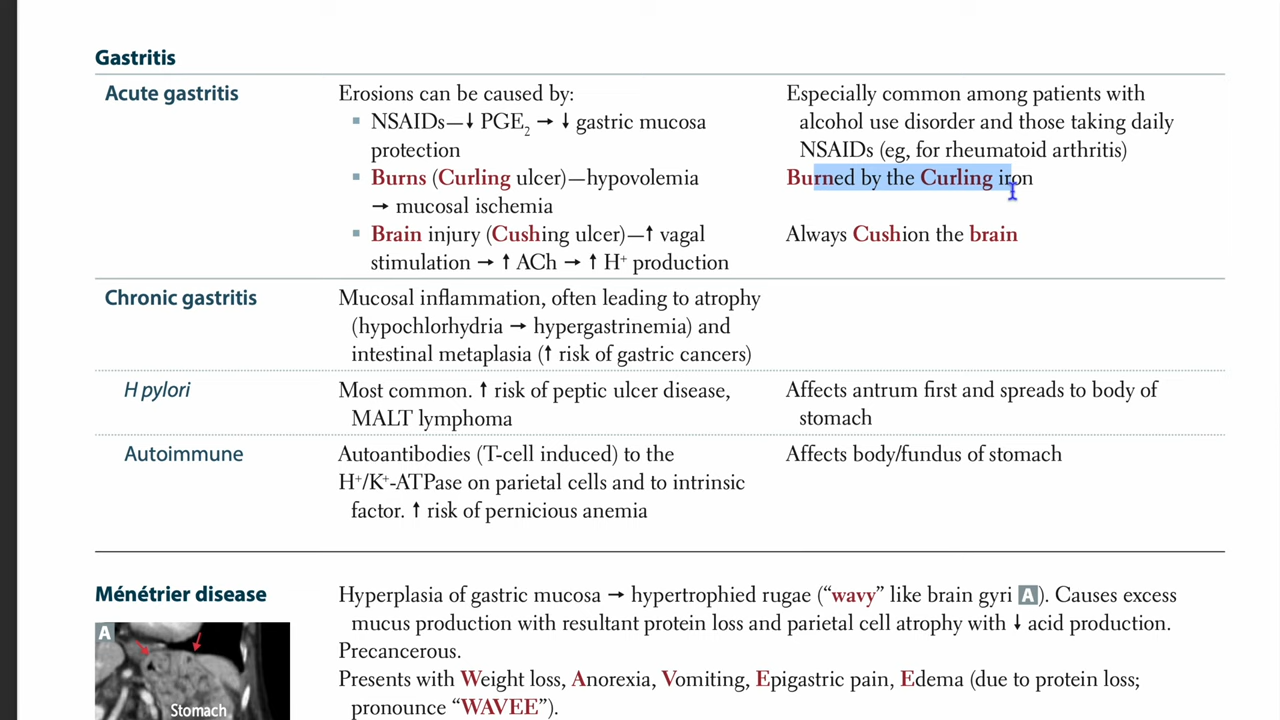 Gastritis
Acute gastritis
Erosions can be caused by:
▪ NSAIDs—↓ PGE₂ → ↓ gastric mucosa
protection
▪ Burns (Curling ulcer)—hypovolemia
→ mucosal ischemia
▪ Brain injury (Cushing ulcer)—↑ vagal
stimulation → ↑ ACh → ↑ H⁺ production
Especially common among patients with
alcohol use disorder and those taking daily
NSAIDs (eg, for rheumatoid arthritis)
Burned by the Curling iron
Always Cushion the brain
Chronic gastritis
Mucosal inflammation, often leading to atrophy
(hypochlorhydria → hypergastrinemia) and
intestinal metaplasia (↑ risk of gastric cancers)
H pylori
Most common. ↑ risk of peptic ulcer disease,
MALT lymphoma
Affects antrum first and spreads to body of
stomach
Autoimmune
Autoantibodies (T-cell induced) to the
H⁺/K⁺-ATPase on parietal cells and to intrinsic
factor. ↑ risk of pernicious anemia
Affects body/fundus of stomach
Ménétrier disease
Hyperplasia of gastric mucosa → hypertrophied rugae (“wavy” like brain gyri A). Causes excess
mucus production with resultant protein loss and parietal cell atrophy with ↓ acid production.
Precancerous.
Presents with Weight loss, Anorexia, Vomiting, Epigastric pain, Edema (due to protein loss;
pronounce “WAVEE”).
A
Stomach